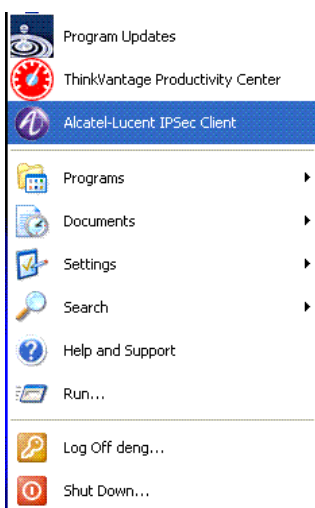 Program Updates
ThinkVantage Productivity Center
Alcatel-Lucent IPSec Client
Programs
Documents
Settings
Search
Help and Support
Run...
Log Off deng...
Shut Down...